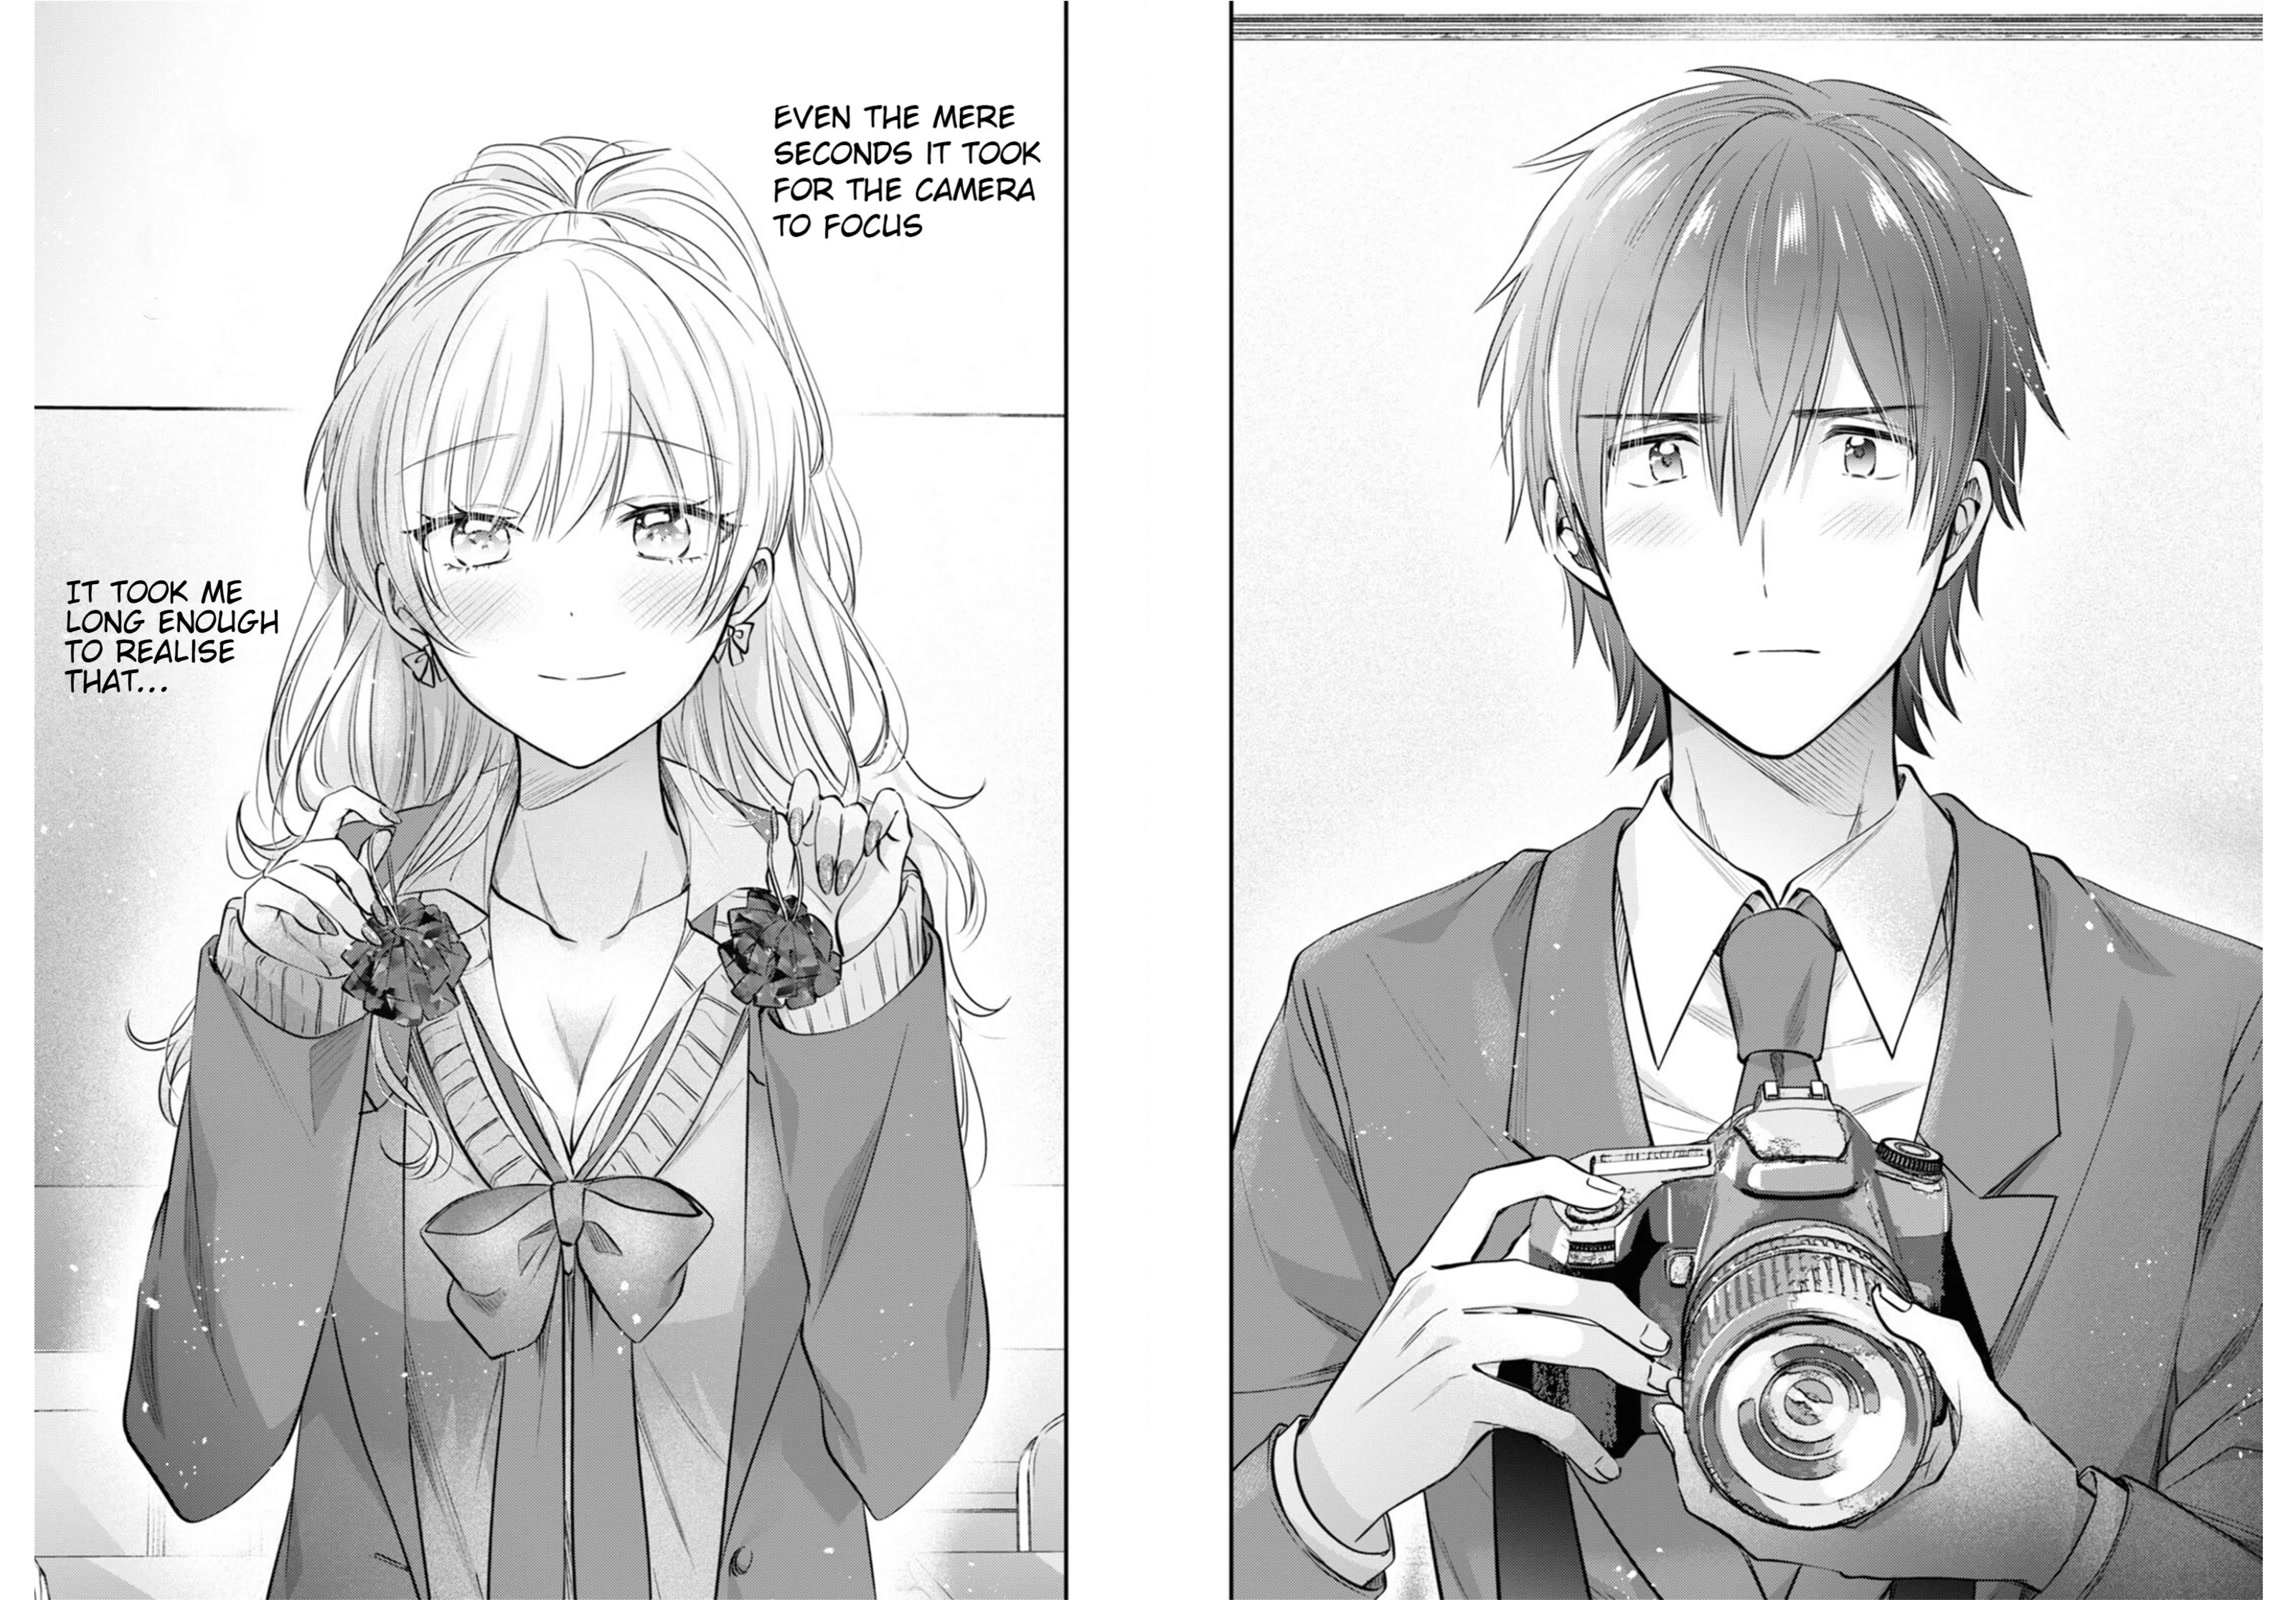 EVEN THE MERE
SECONDS IT TOOK
FOR THE CAMERA
TO FOCUS
IT TOOK ME
LONG ENOUGH
TO REALISE
THAT...